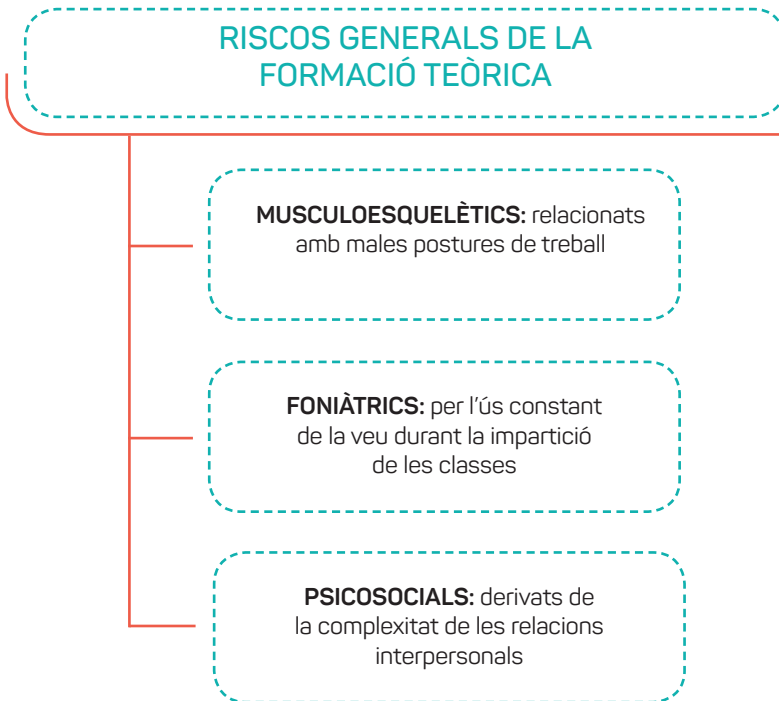 RISCOS GENERALS DE LA
FORMACIÓ TEÒRICA
MUSCULOESQUELÈTICS: relacionats
amb males postures de treball
FONIÀTRICS: per l’ús constant
de la veu durant la impartició
de les classes
PSICOSOCIALS: derivats de
la complexitat de les relacions
interpersonals